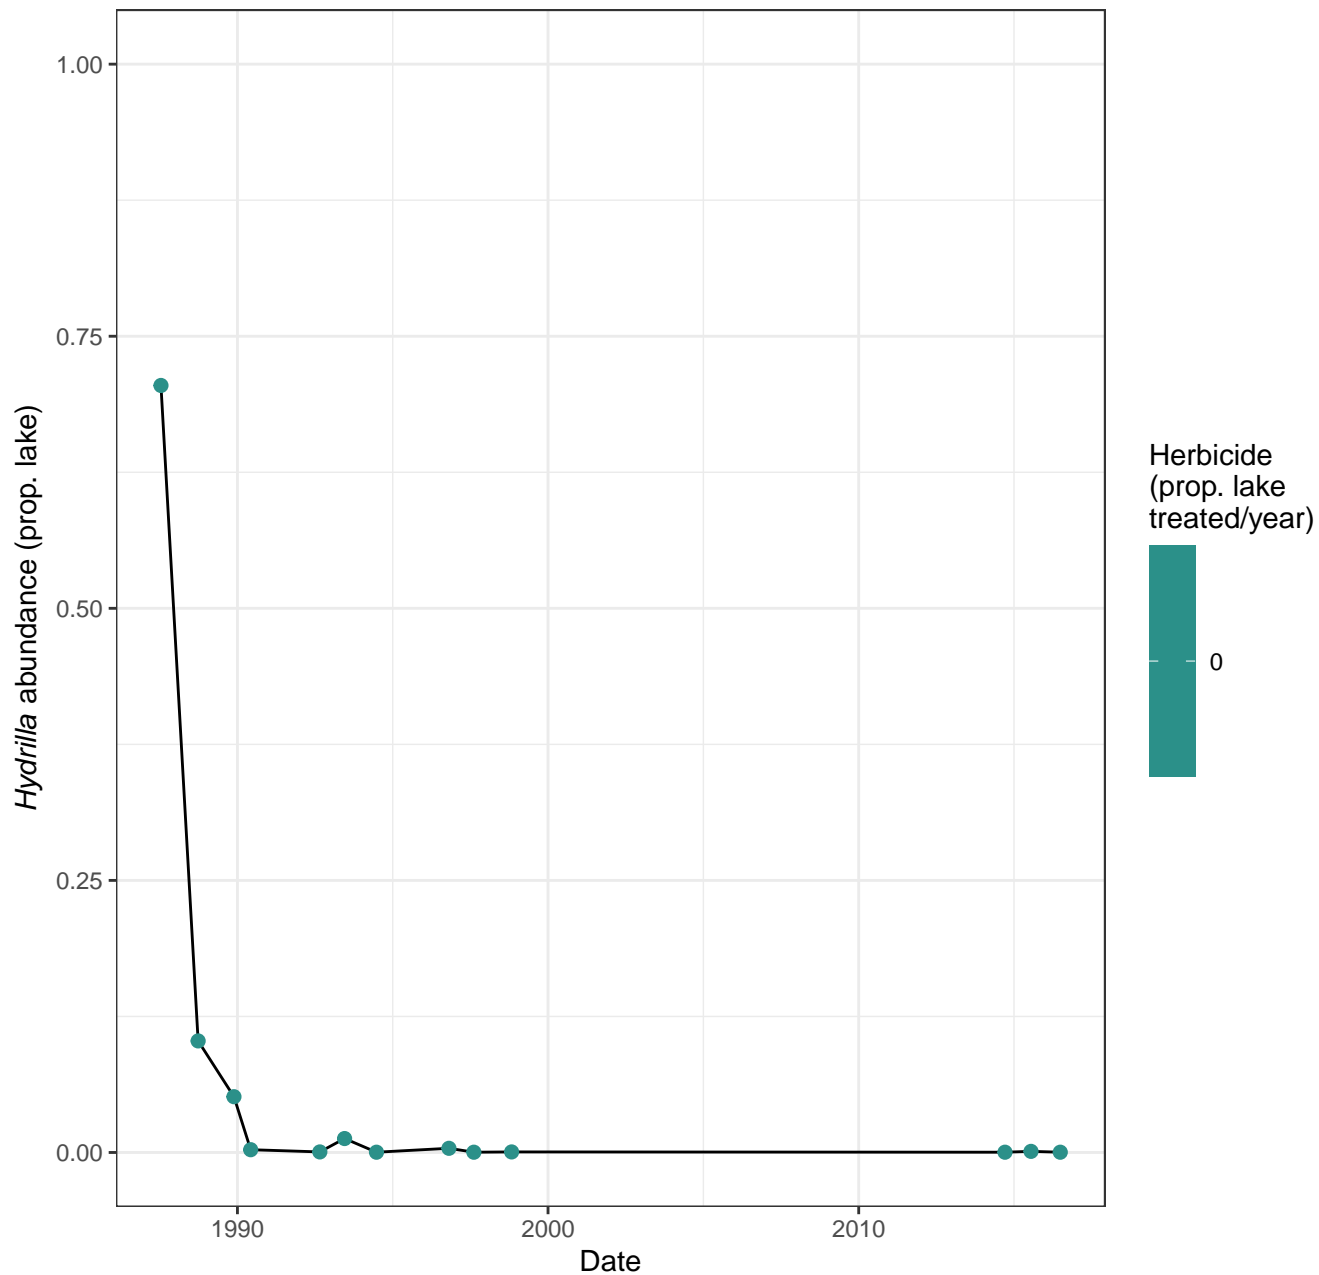 1.00
0.75
0.50
0.25
0.00
Hydrilla abundance (prop. lake)
1990 2000 2010
Date
Herbicide
(prop. lake
treated/year)
0